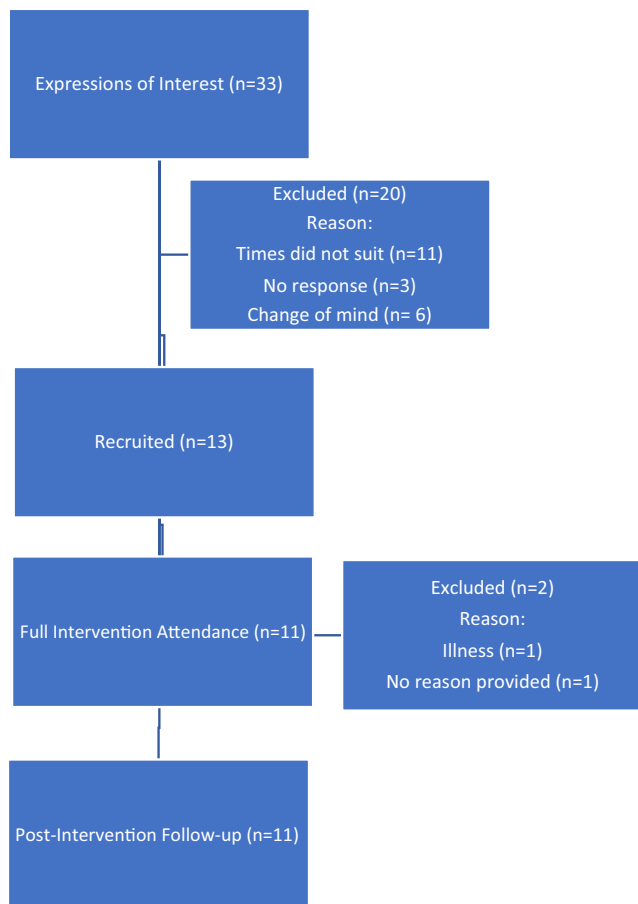 Expressions of Interest (n=33)
Excluded (n=20)
Reason:
Times did not suit (n=11)
No response (n=3)
Change of mind (n= 6)
Recruited (n=13)
Full Intervention Attendance (n=11)
Excluded (n=2)
Reason:
Illness (n=1)
No reason provided (n=1)
Post-Intervention Follow-up (n=11)